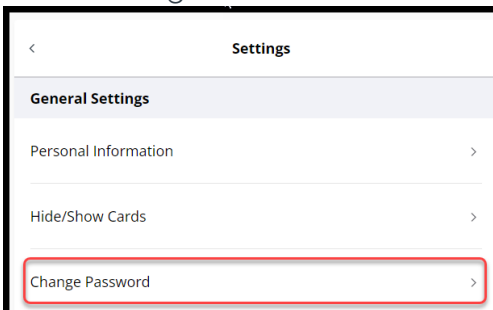 Settings
General Settings
Personal Information
Hide/Show Cards
Change Password